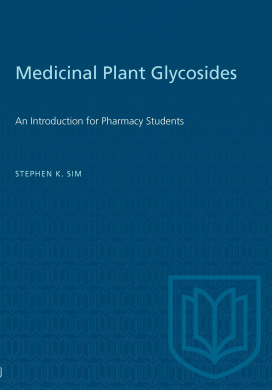 Medicinal Plant Glycosides
An Introduction for Pharmacy Students
STEPHEN K. SIM